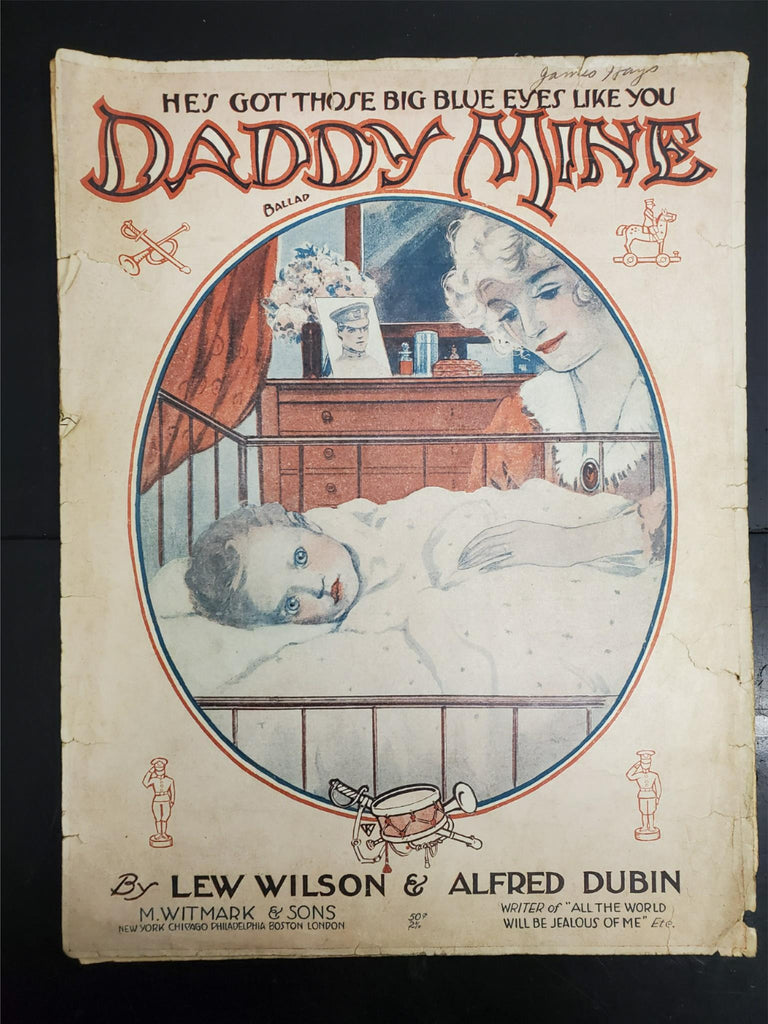 James Hays
HE'S GOT THOSE BIG BLUE EYES LIKE YOU
DADDY MINE
BALLAD
By LEW WILSON & ALFRED DUBIN
M. WITMARK & SONS
NEW YORK CHICAGO PHILADELPHIA BOSTON LONDON
WRITER of "ALL THE WORLD
WILL BE JEALOUS OF ME" Etc.